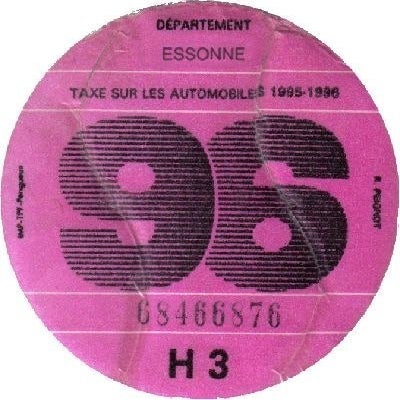 DÉPARTEMENT
ESSONNE
TAXE SUR LES AUTOMOBILES 1995-1996
96
68466876
H 3